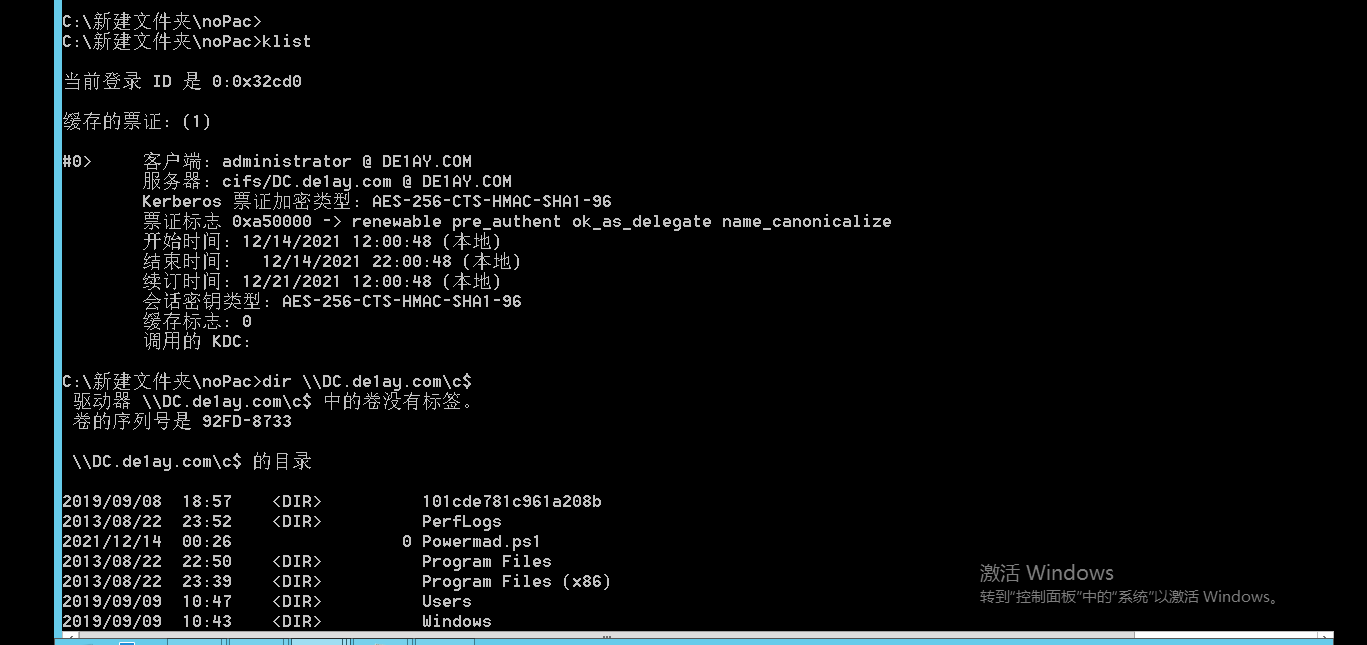 C:\新建文件夹\noPac>
C:\新建文件夹\noPac>klist
当前登录 ID 是 0:0x32cd0
缓存的票证: (1)
#0>     客户端: administrator @ DE1AY.COM
        服务器: cifs/DC.de1ay.com @ DE1AY.COM
        Kerberos 票证加密类型: AES-256-CTS-HMAC-SHA1-96
        票证标志 0xa50000 -> renewable pre_authent ok_as_delegate name_canonicalize
        开始时间: 12/14/2021 12:00:48 (本地)
        结束时间:   12/14/2021 22:00:48 (本地)
        续订时间: 12/21/2021 12:00:48 (本地)
        会话密钥类型: AES-256-CTS-HMAC-SHA1-96
        缓存标志: 0
        调用的 KDC:
C:\新建文件夹\noPac>dir \\DC.de1ay.com\c$
 驱动器 \\DC.de1ay.com\c$ 中的卷没有标签。
 卷的序列号是 92FD-8733
 \\DC.de1ay.com\c$ 的目录
2019/09/08  18:57    <DIR>          101cde781c961a208b
2013/08/22  23:52    <DIR>          PerfLogs
2021/12/14  00:26                 0 Powermad.ps1
2013/08/22  22:50    <DIR>          Program Files
2013/08/22  23:39    <DIR>          Program Files (x86)
2019/09/09  10:47    <DIR>          Users
2019/09/09  10:43    <DIR>          Windows
激活 Windows
转到"控制面板"中的"系统"以激活 Windows。